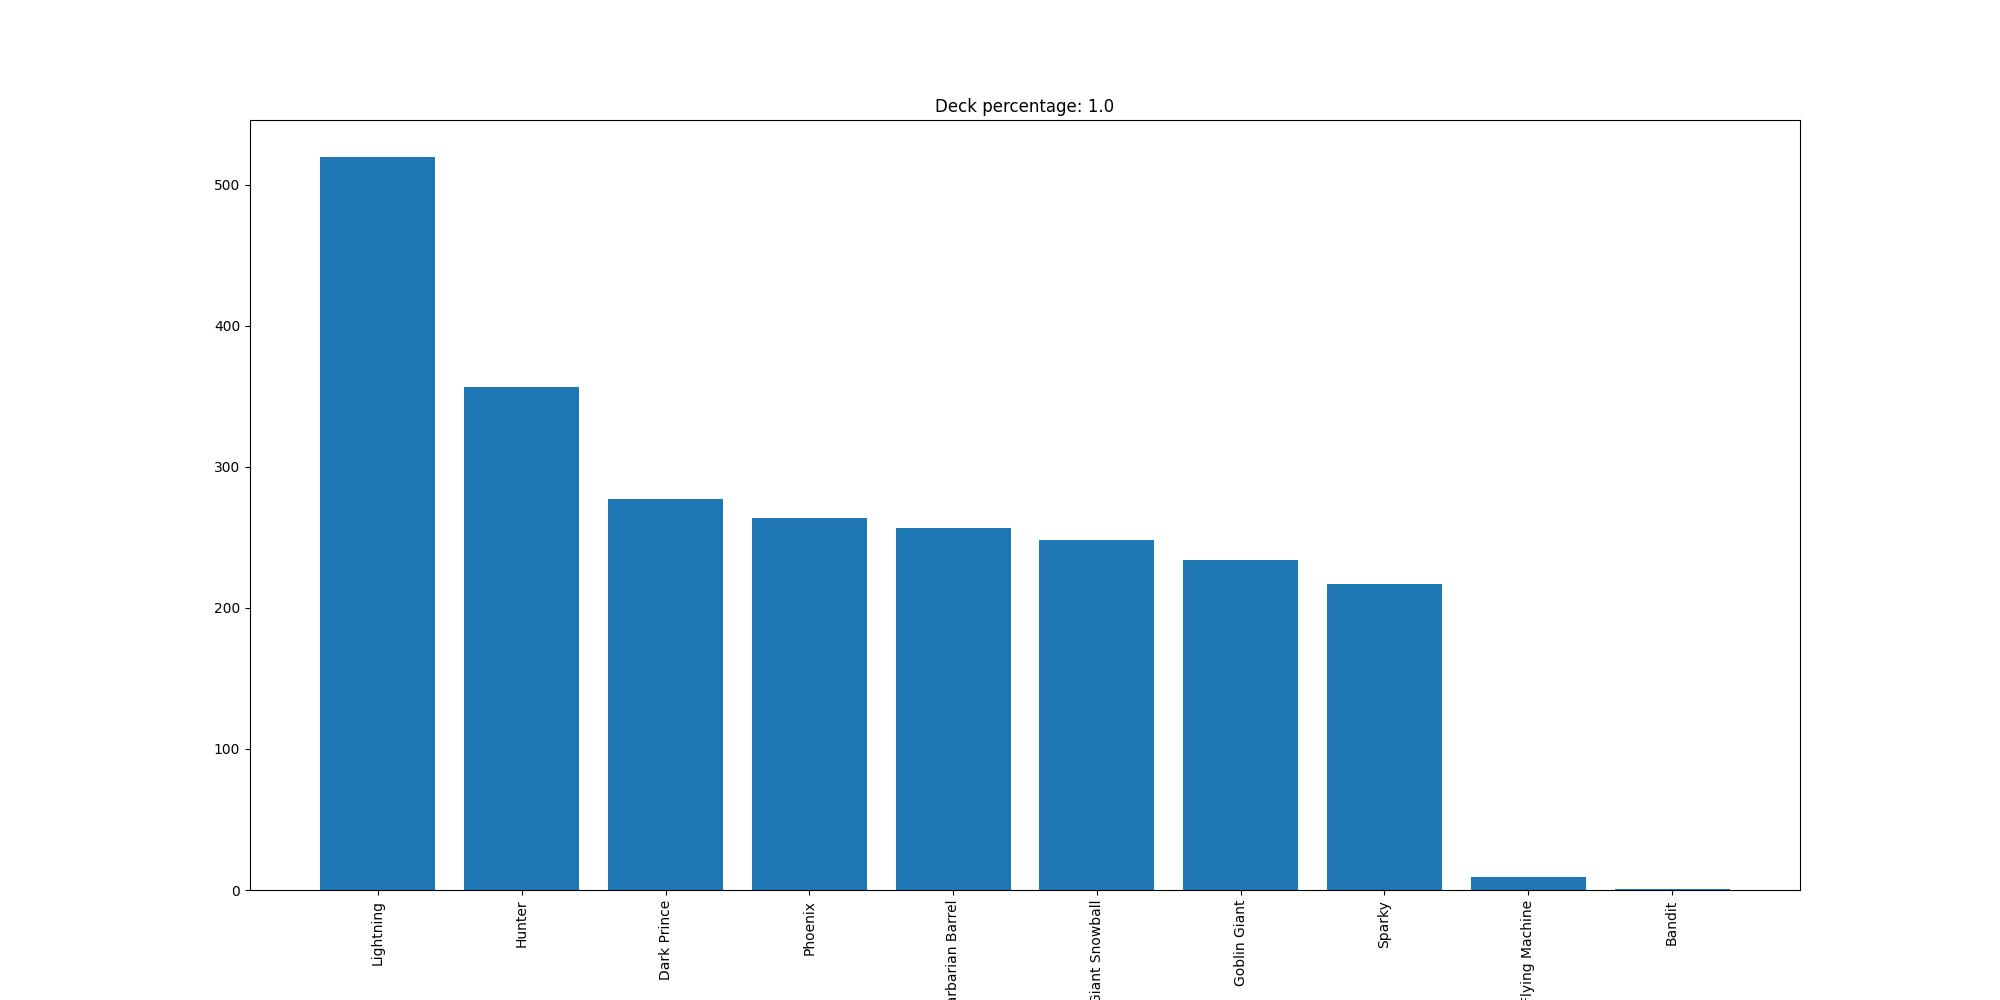 Deck percentage: 1.0
500
400
300
200
100
0
Lightning
Hunter
Dark Prince
Phoenix
arbarian Barrel
Giant Snowball
Goblin Giant
Sparky
Flying Machine
Bandit